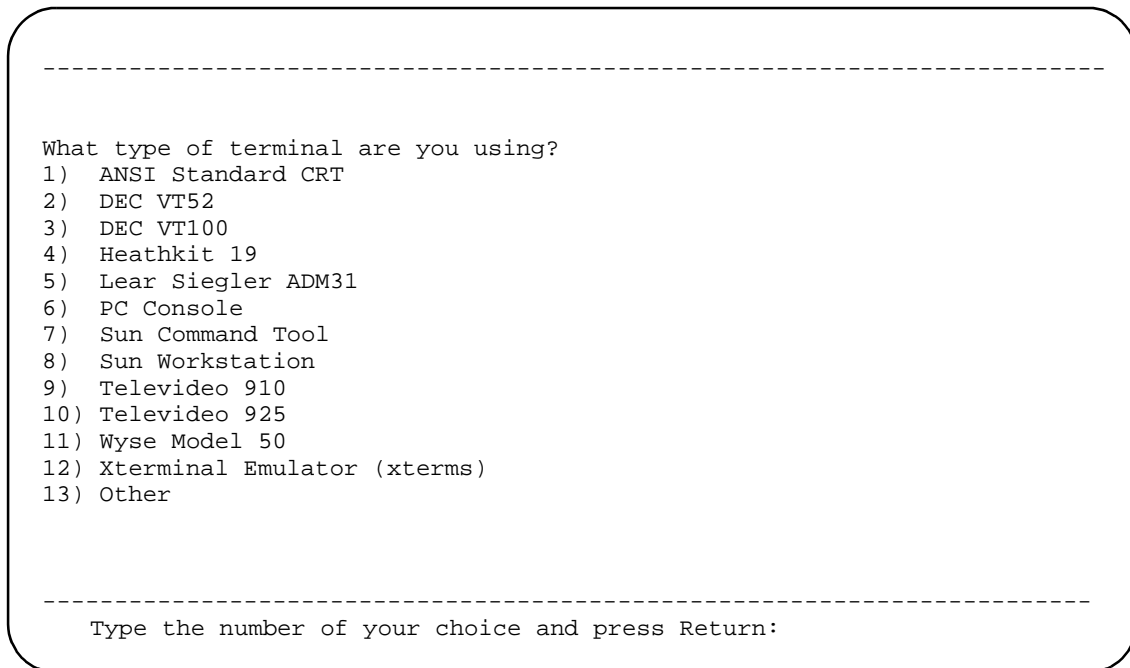 ---------------------------------------------------------------------------
What type of terminal are you using?
1)  ANSI Standard CRT
2)  DEC VT52
3)  DEC VT100
4)  Heathkit 19
5)  Lear Siegler ADM31
6)  PC Console
7)  Sun Command Tool
8)  Sun Workstation
9)  Televideo 910
10) Televideo 925
11) Wyse Model 50
12) Xterminal Emulator (xterms)
13) Other
--------------------------------------------------------------------------
Type the number of your choice and press Return: